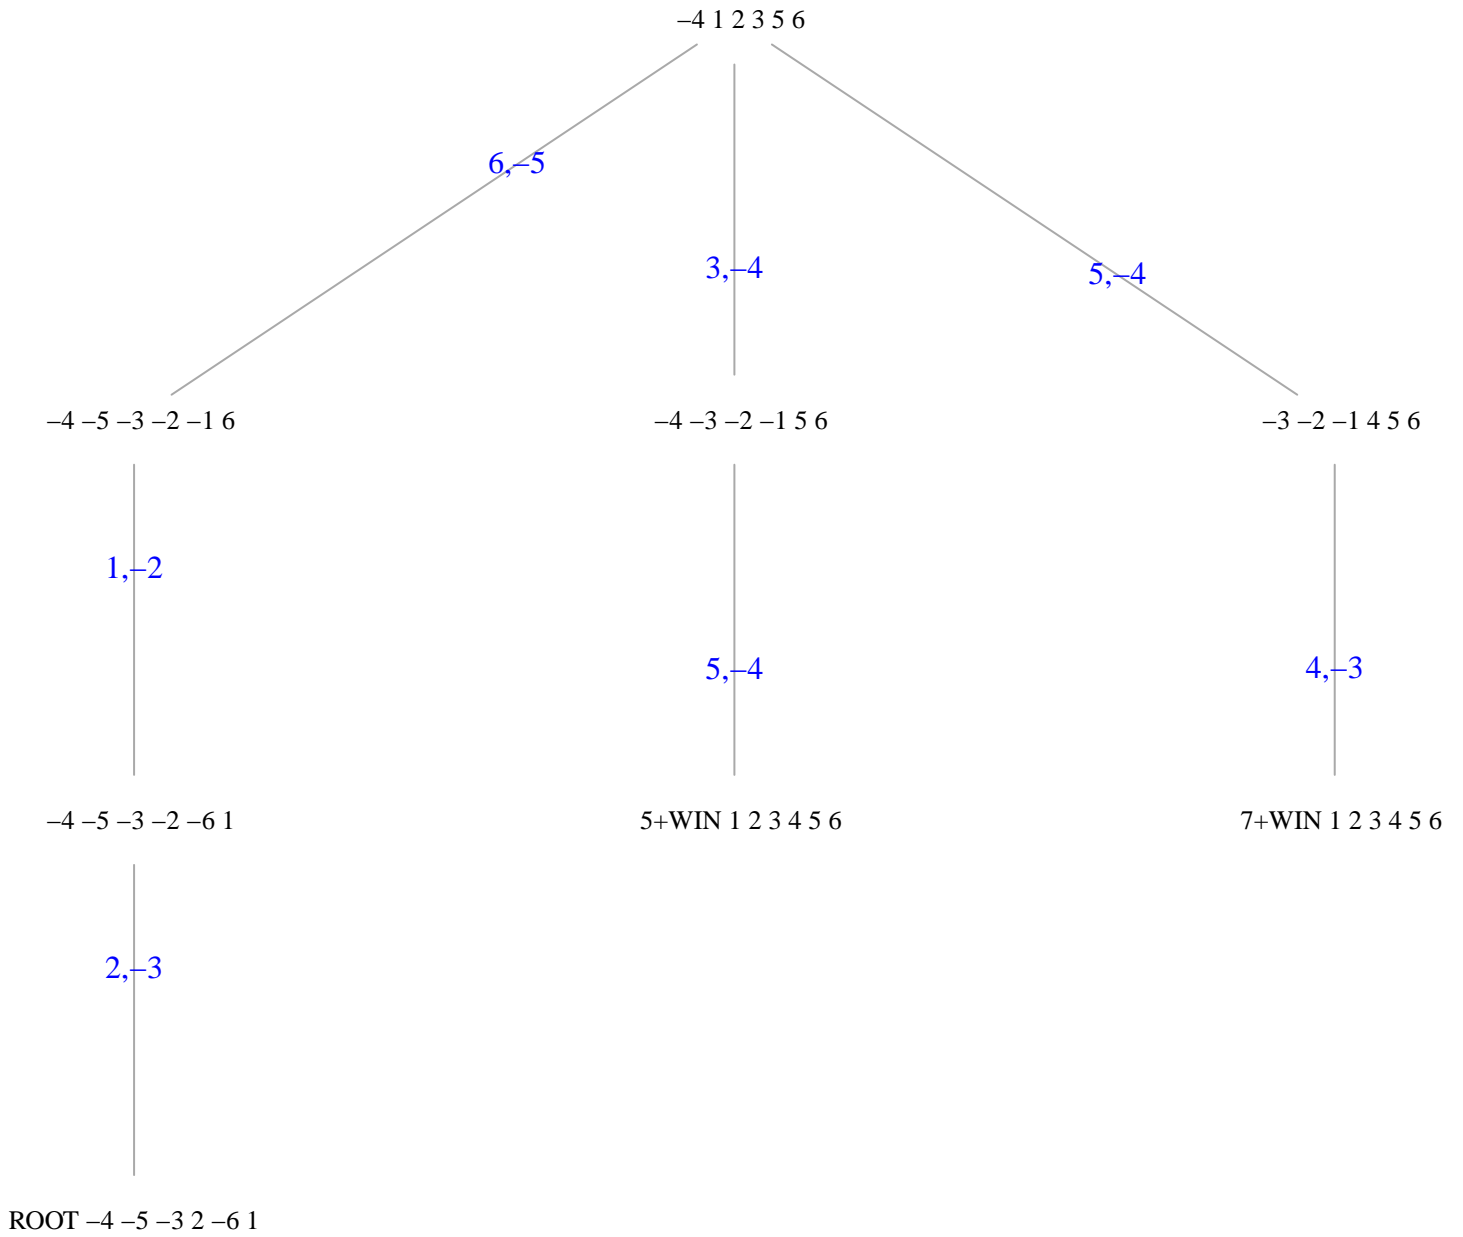 –4 1 2 3 5 6
6,–5
3,–4
5,–4
–4 –5 –3 –2 –1 6
–4 –3 –2 –1 5 6
–3 –2 –1 4 5 6
1,–2
5,–4
4,–3
–4 –5 –3 –2 –6 1
5+WIN 1 2 3 4 5 6
7+WIN 1 2 3 4 5 6
2,–3
ROOT –4 –5 –3 2 –6 1